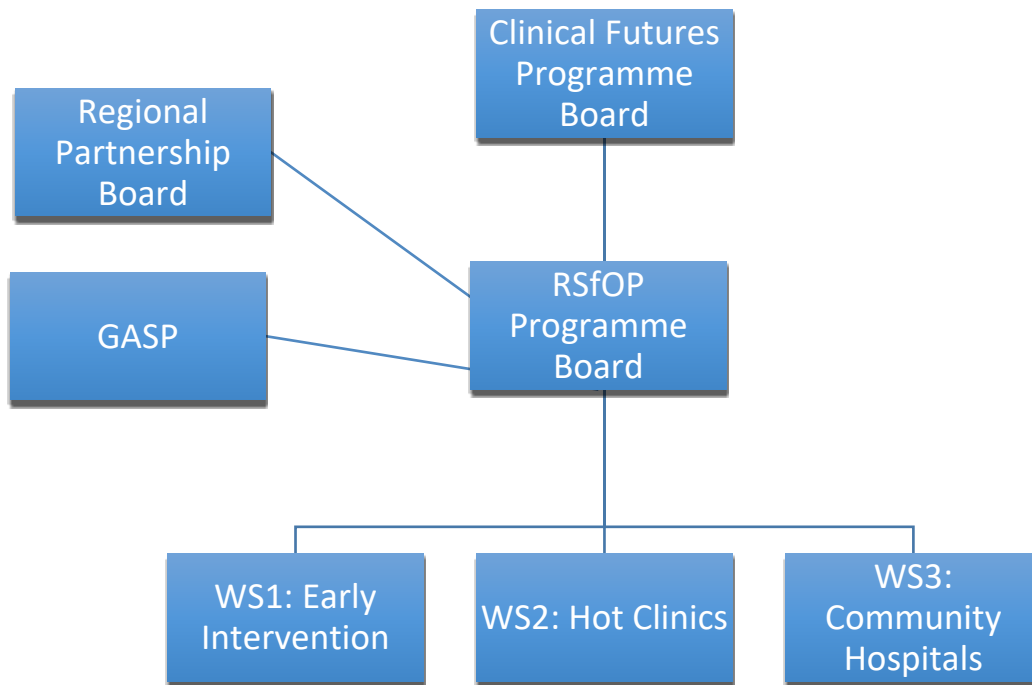 Clinical Futures
Programme
Board
Regional
Partnership
Board
RSfOP
Programme
Board
GASP
WS1: Early
Intervention
WS2: Hot Clinics
WS3:
Community
Hospitals